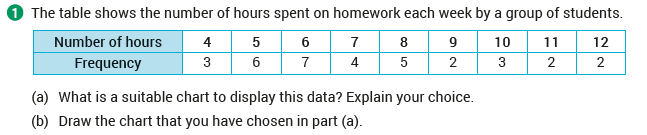 1 The table shows the number of hours spent on homework each week by a group of students.
Number of hours 4 5 6 7 8 9 10 11 12
Frequency 3 6 7 4 5 2 3 2 2
(a) What is a suitable chart to display this data? Explain your choice.
(b) Draw the chart that you have chosen in part (a).